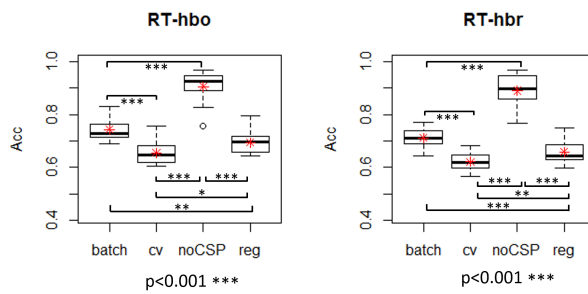 RT-hbo
RT-hbr
Acc
1.0
0.8
0.6
0.4
***
***
***
***
*
**
batch cv noCSP reg
p<0.001 ***
Acc
1.0
0.8
0.6
0.4
***
***
***
***
**
***
batch cv noCSP reg
p<0.001 ***